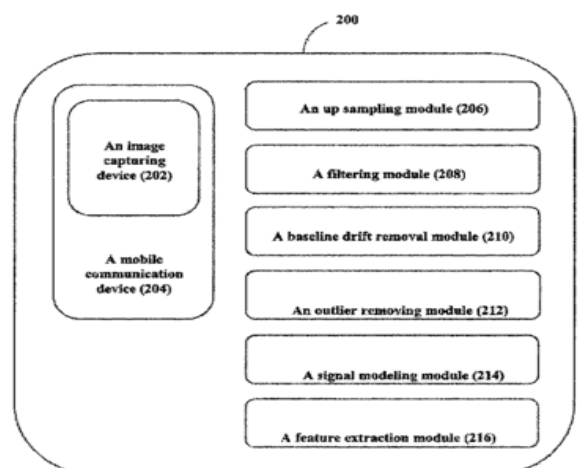 200
An image
capturing
device (202)
A mobile
communication
device (204)
An up sampling module (206)
A filtering module (208)
A baseline drift removal module (210)
An outlier removing module (212)
A signal modeling module (214)
A feature extraction module (216)